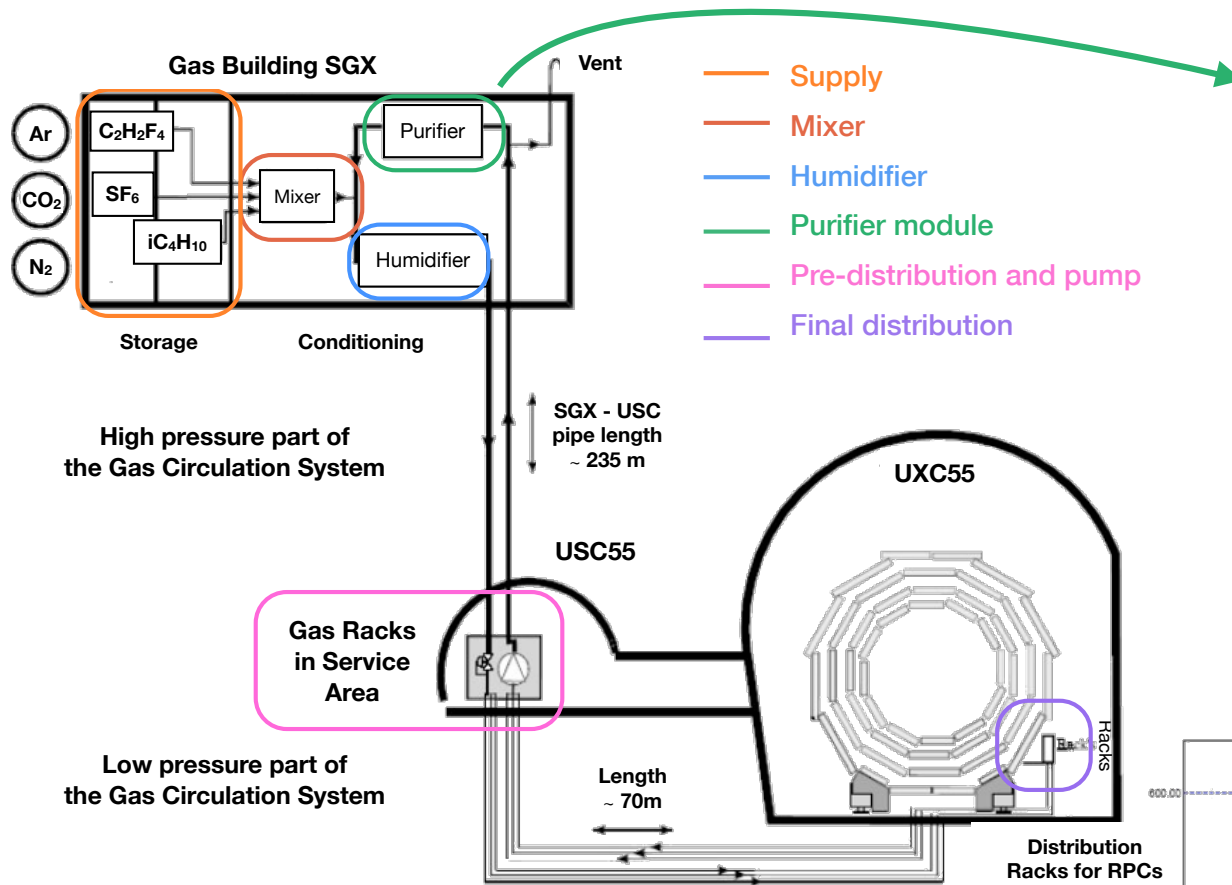 Gas Building SGX
Vent
Ar
CO₂
N₂
C₂H₂F₄
SF₆
iC₄H₁₀
Mixer
Purifier
Humidifier
Storage
Conditioning
Supply
Mixer
Humidifier
Purifier module
Pre-distribution and pump
Final distribution
High pressure part of
the Gas Circulation System
SGX - USC
pipe length
~ 235 m
UXC55
USC55
Gas Racks
in Service
Area
Racks
Low pressure part of
the Gas Circulation System
Length
~ 70m
Distribution
Racks for RPCs
600.00